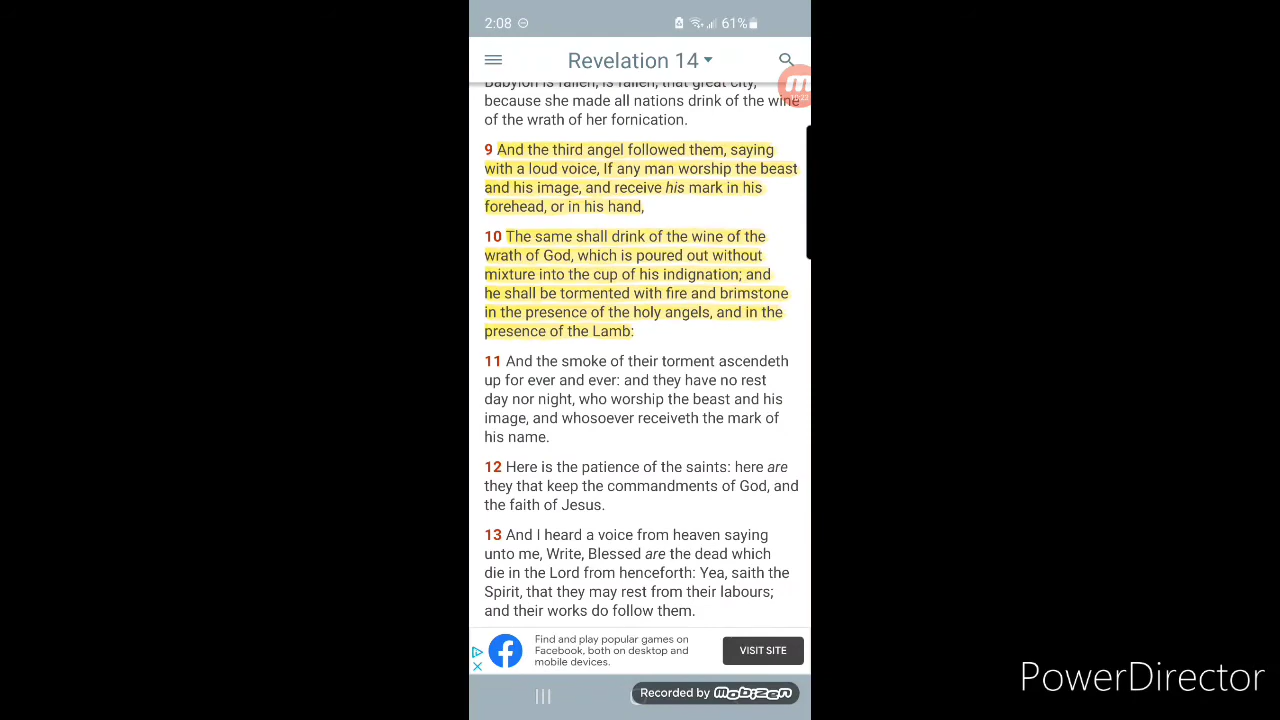 2:08 61%
Revelation 14
Babylon is fallen, is fallen, that great city,
because she made all nations drink of the wine
of the wrath of her fornication.
9 And the third angel followed them, saying
with a loud voice, If any man worship the beast
and his image, and receive his mark in his
forehead, or in his hand,
10 The same shall drink of the wine of the
wrath of God, which is poured out without
mixture into the cup of his indignation; and
he shall be tormented with fire and brimstone
in the presence of the holy angels, and in the
presence of the Lamb:
11 And the smoke of their torment ascendeth
up for ever and ever: and they have no rest
day nor night, who worship the beast and his
image, and whosoever receiveth the mark of
his name.
12 Here is the patience of the saints: here are
they that keep the commandments of God, and
the faith of Jesus.
13 And I heard a voice from heaven saying
unto me, Write, Blessed are the dead which
die in the Lord from henceforth: Yea, saith the
Spirit, that they may rest from their labours;
and their works do follow them.
Find and play popular games on
Facebook, both on desktop and
mobile devices.
VISIT SITE
Recorded by mobizen
PowerDirector